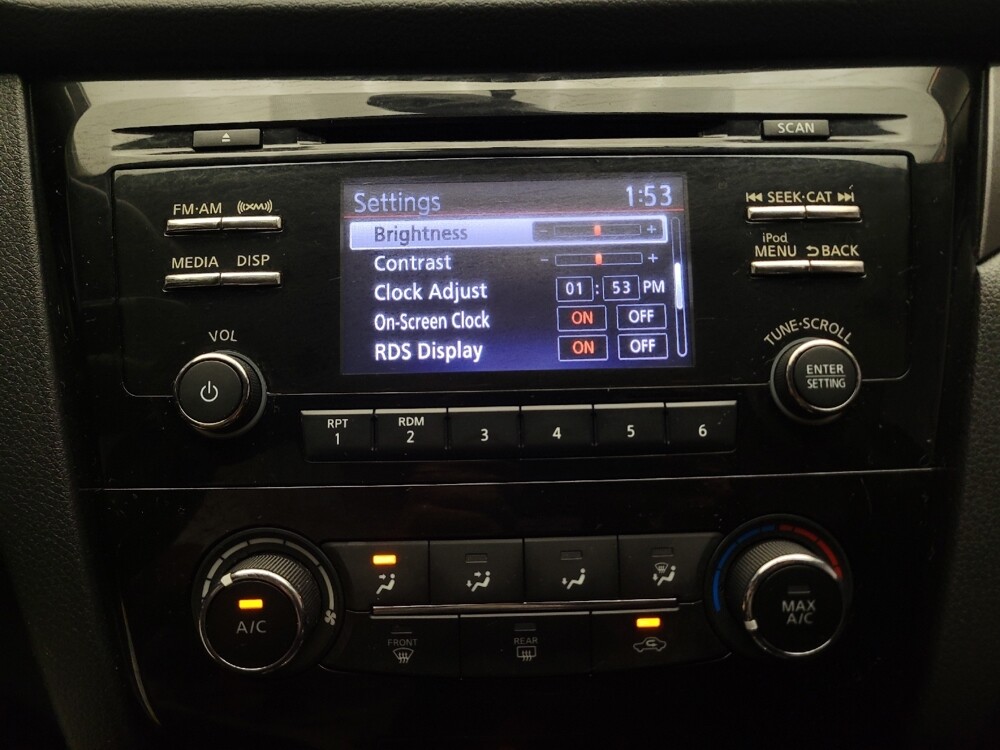 SCAN
FM·AM
((XM))
SEEK·CAT
MEDIA
DISP
iPod
MENU
BACK
Settings
1:53
Brightness
- +
Contrast
- +
Clock Adjust
01 : 53 PM
On-Screen Clock
ON OFF
RDS Display
ON OFF
VOL
TUNE·SCROLL
ENTER
SETTING
RPT
1
RDM
2
3
4
5
6
A/C
MAX
A/C
FRONT
REAR